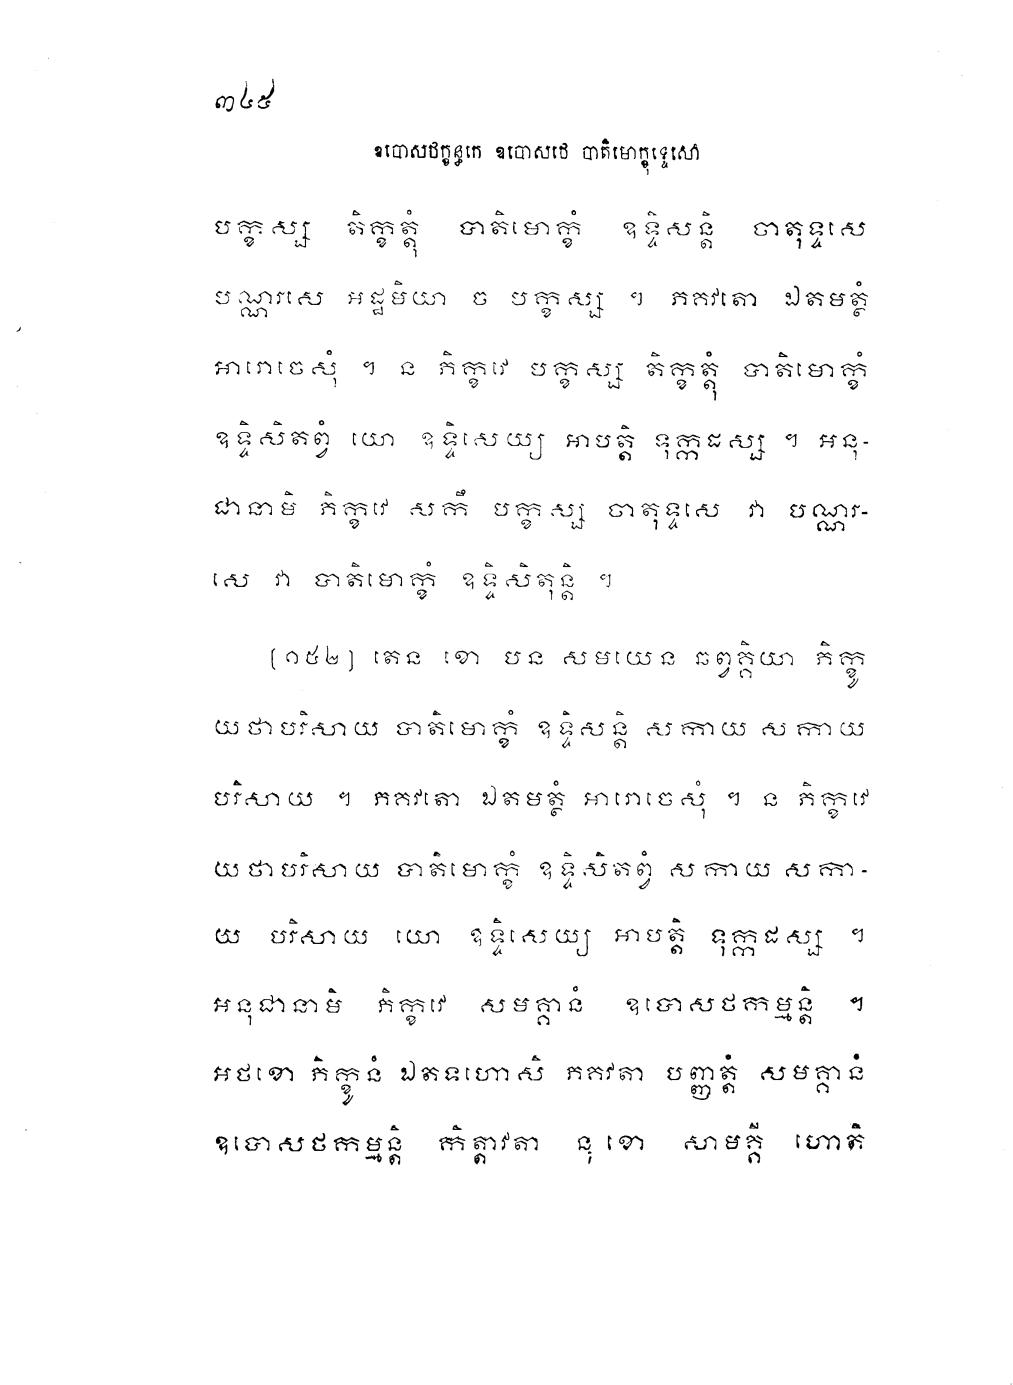 ៣៤៥
ឧបោសថក្ខន្ធកេ ឧបោសថេ បាតិមោក្ខុទ្ទេសោ
បក្ខស្ស តិក្ខត្តុំ បាតិមោក្ខំ ឧទ្ទិសន្តិ ចាតុទ្ទសេ
បណ្ណរសេ អដ្ឋមិយា ច បក្ខស្ស ។ ភគវតោ ឯតមត្ថំ
អារោចេសុំ ។ ន ភិក្ខវេ បក្ខស្ស តិក្ខត្តុំ បាតិមោក្ខំ
ឧទ្ទិសិតព្វំ យោ ឧទ្ទិសេយ្យ អាបត្តិ ទុក្កដស្ស ។ អនុ-
ជានាមិ ភិក្ខវេ សកឹ បក្ខស្ស ចាតុទ្ទសេ វា បណ្ណរ-
សេ វា បាតិមោក្ខំ ឧទ្ទិសិតុន្តិ ។
(១៥២) តេន ខោ បន សមយេន ឆព្វគ្គិយា ភិក្ខូ
យថាបរិសាយ បាតិមោក្ខំ ឧទ្ទិសន្តិ សកាយ សកាយ
បរិសាយ ។ ភគវតោ ឯតមត្ថំ អារោចេសុំ ។ ន ភិក្ខវេ
យថាបរិសាយ បាតិមោក្ខំ ឧទ្ទិសិតព្វំ សកាយ សកា-
យ បរិសាយ យោ ឧទ្ទិសេយ្យ អាបត្តិ ទុក្កដស្ស ។
អនុជានាមិ ភិក្ខវេ សមគ្គានំ ឧបោសថកម្មន្តិ ។
អថខោ ភិក្ខូនំ ឯតទហោសិ ភគវតា បញ្ញត្តំ សមគ្គានំ
ឧបោសថកម្មន្តិ កិត្តាវតា នុ ខោ សាមគ្គី ហោតិ